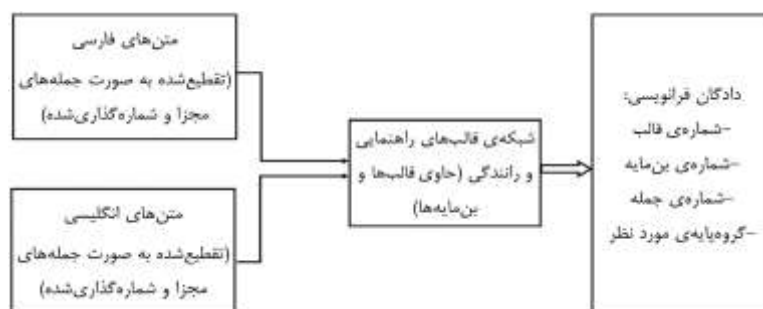 متن‌های فارسی
(تقطیع‌شده به صورت جمله‌های
مجزا و شماره‌گذاری‌شده)
متن‌های انگلیسی
(تقطیع‌شده به صورت جمله‌های
مجزا و شماره‌گذاری‌شده)
شبکه‌ی قالب‌های راهنمایی
و رانندگی (حاوی قالب‌ها و
بن‌مایه‌ها)
دادگان فرانویسی:
-شماره‌ی قالب
-شماره‌ی بن‌مایه
-شماره‌ی جمله
-گروه‌پایه‌ی مورد نظر